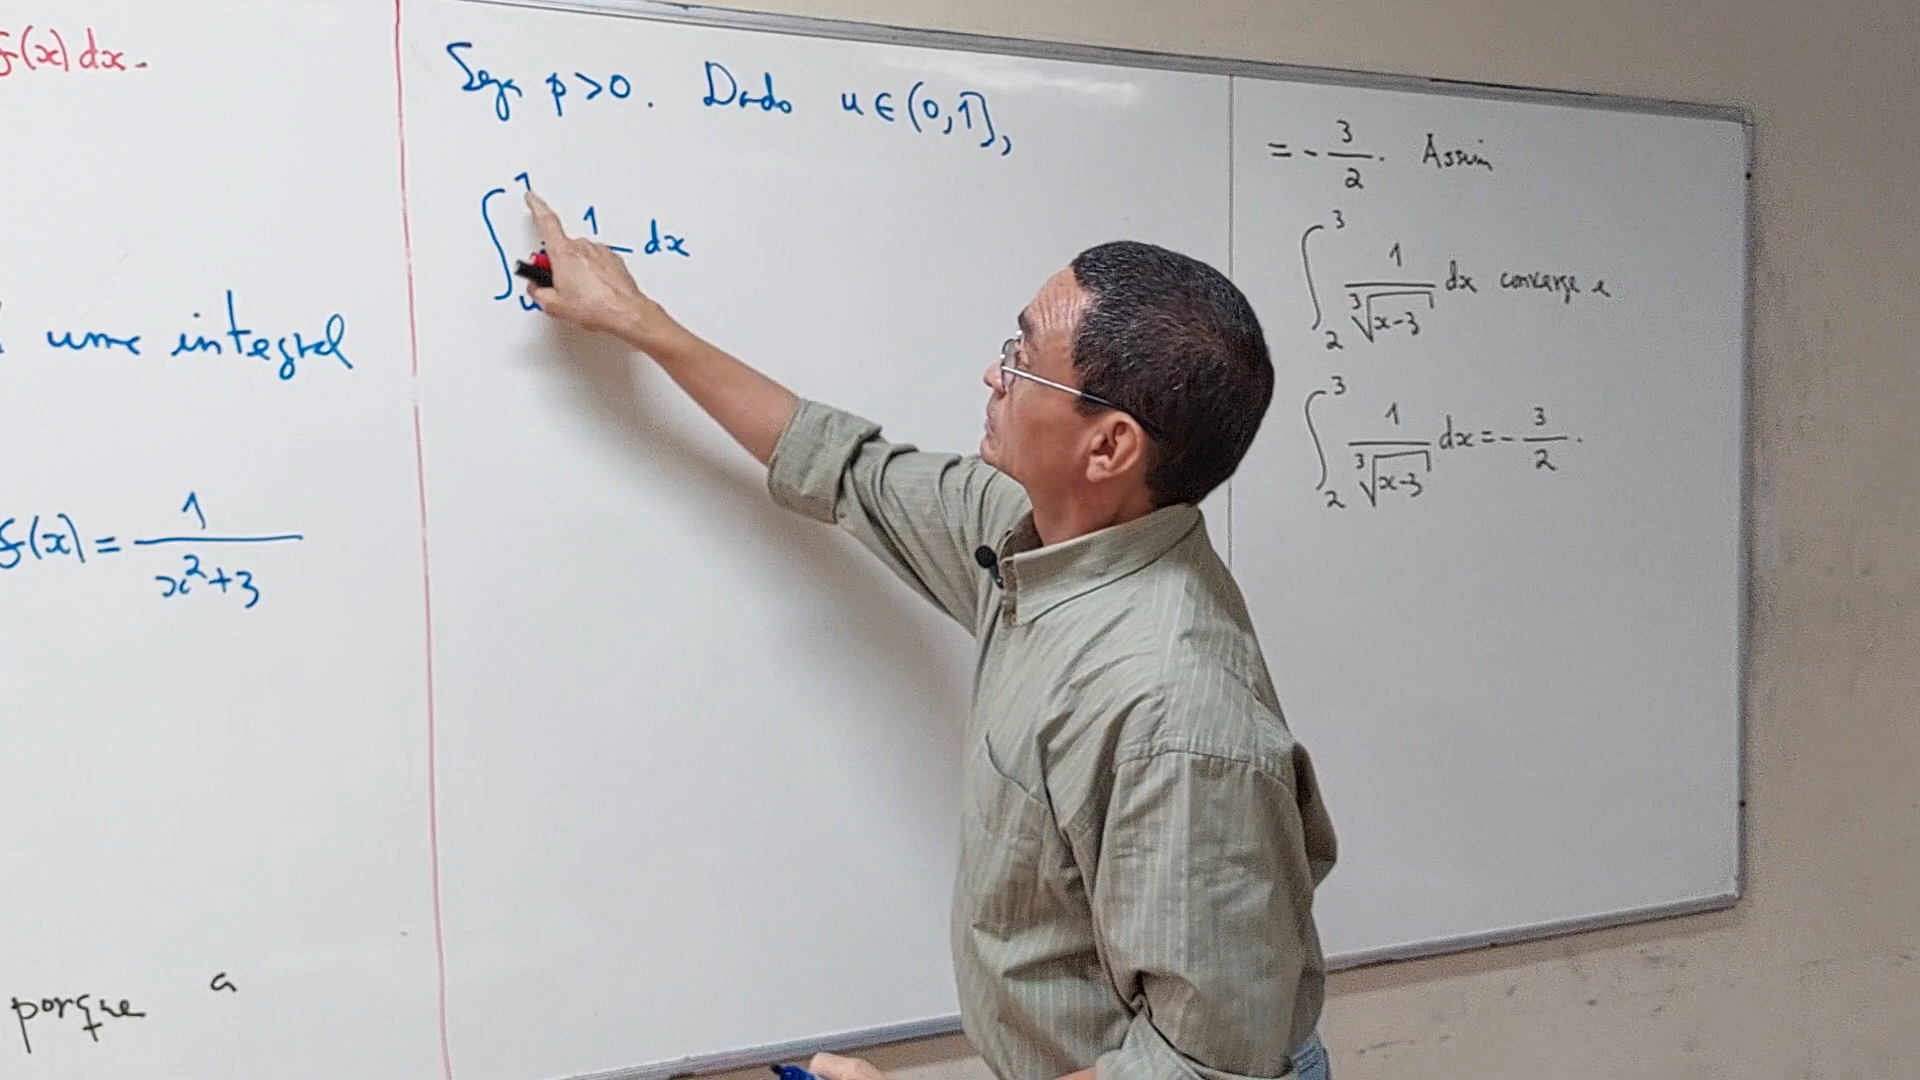 f(x) dx.
uma integral
f(x) = 1/(x²+3)
porque a
Seja p>0. Dado u∈(0,1],
∫ᵤ¹ 1 dx
= -3/2. Assim
∫₂³ 1/∛(x-3) dx converge e
∫₂³ 1/∛(x-3) dx = -3/2.